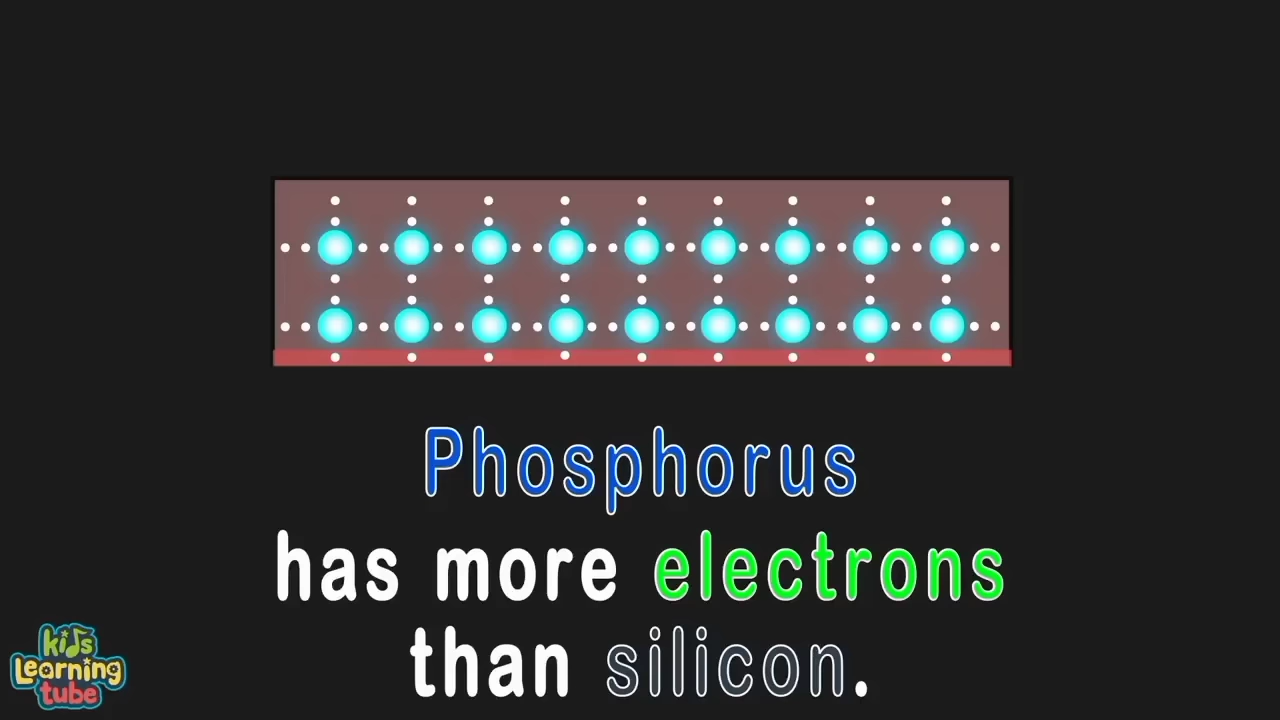 Phosphorus
has more electrons
than silicon.
kids
Learning
tube